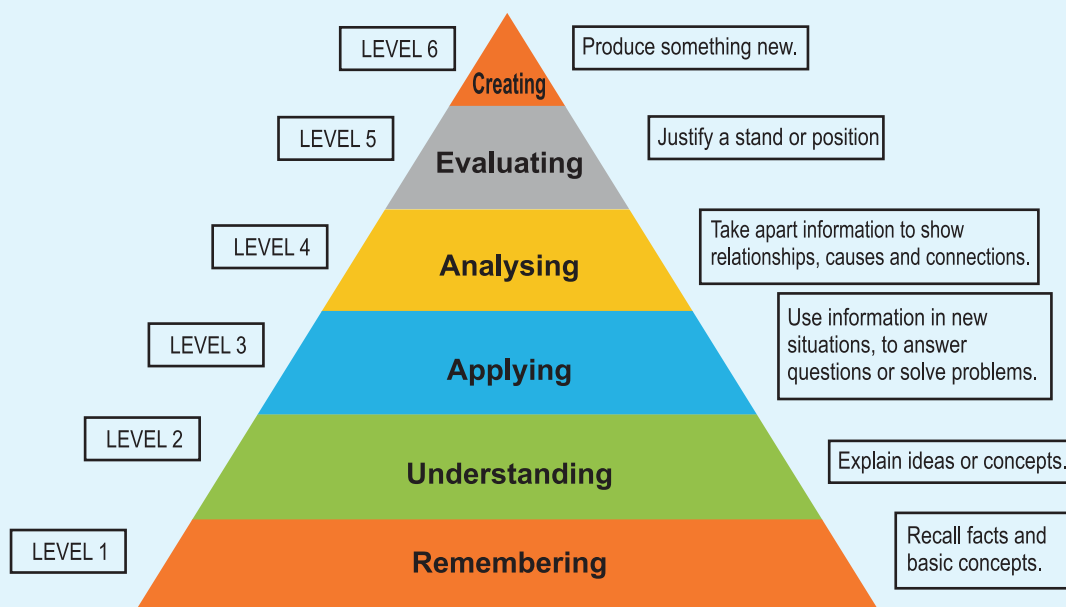 LEVEL 6
Creating
Produce something new.
LEVEL 5
Evaluating
Justify a stand or position
LEVEL 4
Analysing
Take apart information to show
relationships, causes and connections.
LEVEL 3
Applying
Use information in new
situations, to answer
questions or solve problems.
LEVEL 2
Understanding
Explain ideas or concepts.
LEVEL 1
Remembering
Recall facts and
basic concepts.